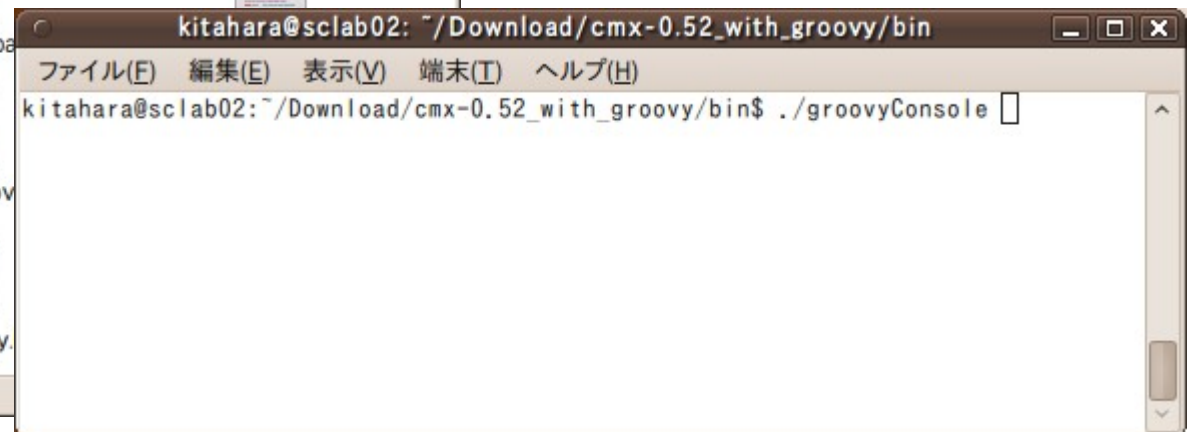 kitahara@sclab02: ~/Download/cmx-0.52_with_groovy/bin
ファイル(F) 編集(E) 表示(V) 端末(T) ヘルプ(H)
kitahara@sclab02:~/Download/cmx-0.52_with_groovy/bin$ ./groovyConsole